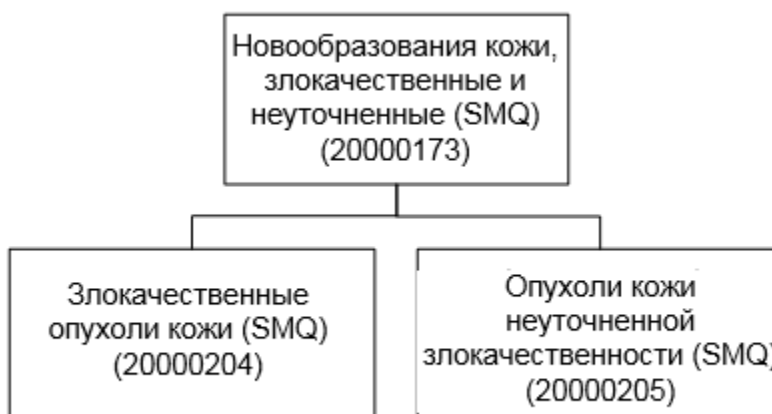 Новообразования кожи,
злокачественные и
неуточненные (SMQ)
(20000173)
Злокачественные
опухоли кожи (SMQ)
(20000204)
Опухоли кожи
неуточненной
злокачественности (SMQ)
(20000205)